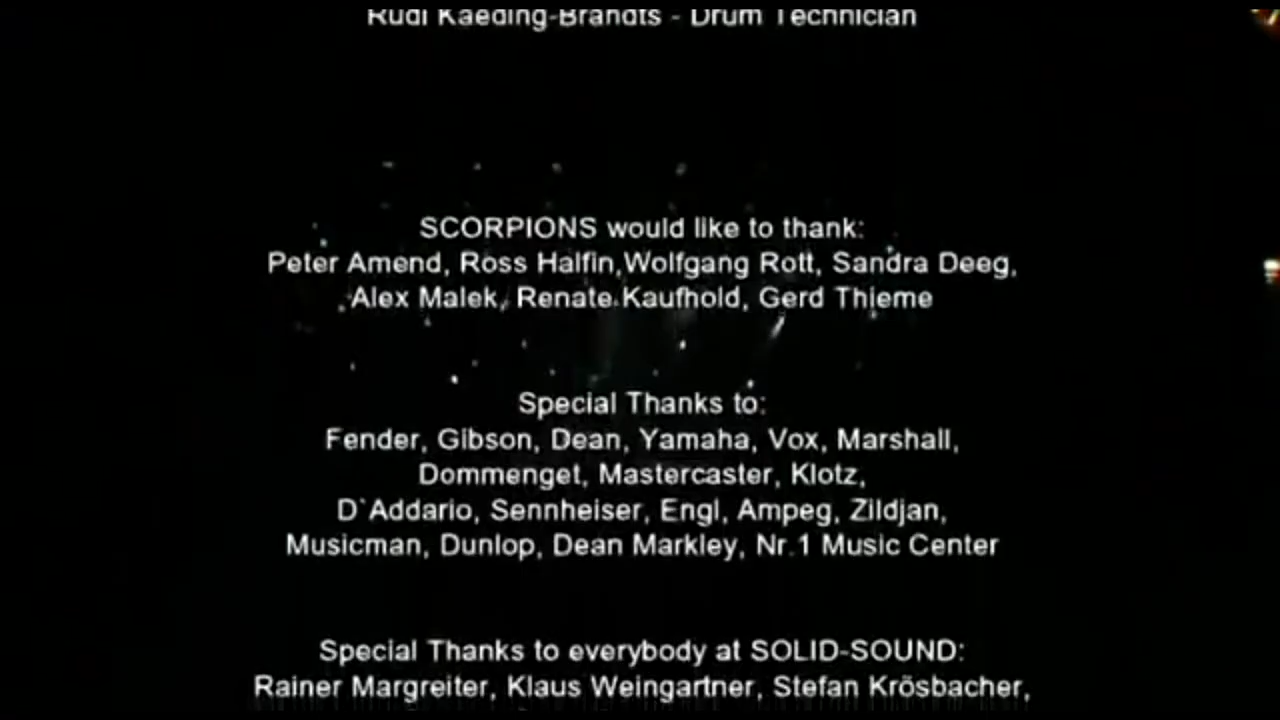 Rudi Kaeding-Brandts - Drum Technician
SCORPIONS would like to thank:
Peter Amend, Ross Halfin,Wolfgang Rott, Sandra Deeg,
Alex Malek, Renate Kaufhold, Gerd Thieme
Special Thanks to:
Fender, Gibson, Dean, Yamaha, Vox, Marshall,
Dommenget, Mastercaster, Klotz,
D`Addario, Sennheiser, Engl, Ampeg, Zildjan,
Musicman, Dunlop, Dean Markley, Nr.1 Music Center
Special Thanks to everybody at SOLID-SOUND:
Rainer Margreiter, Klaus Weingartner, Stefan Krösbacher,